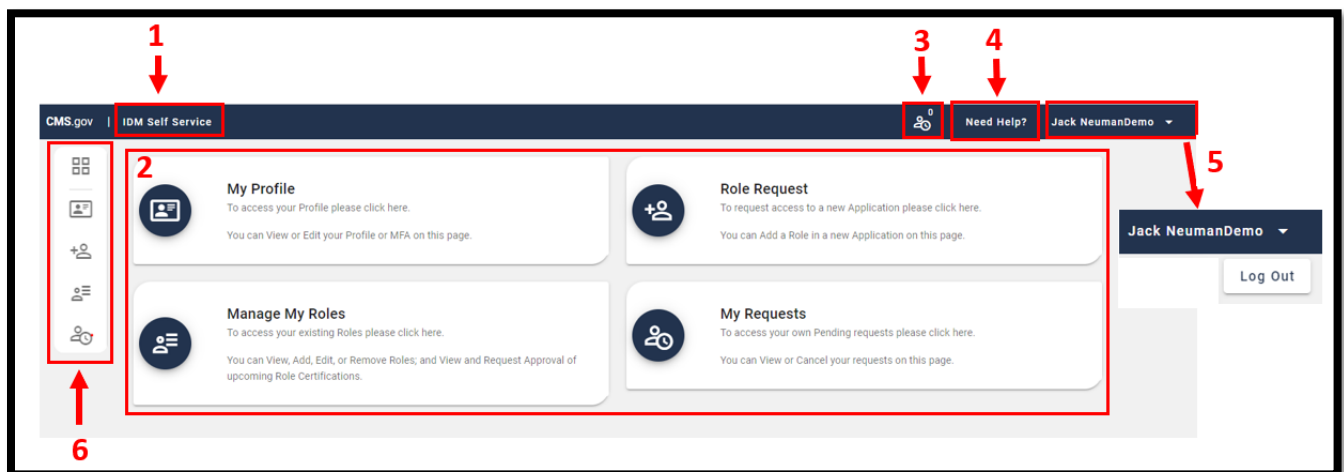 1
3
4
CMS.gov | IDM Self Service
0
Need Help?
Jack NeumanDemo
2
5
My Profile
To access your Profile please click here.
You can View or Edit your Profile or MFA on this page.
Role Request
To request access to a new Application please click here.
You can Add a Role in a new Application on this page.
Jack NeumanDemo
Log Out
Manage My Roles
To access your existing Roles please click here.
You can View, Add, Edit, or Remove Roles; and View and Request Approval of
upcoming Role Certifications.
My Requests
To access your own Pending requests please click here.
You can View or Cancel your requests on this page.
6